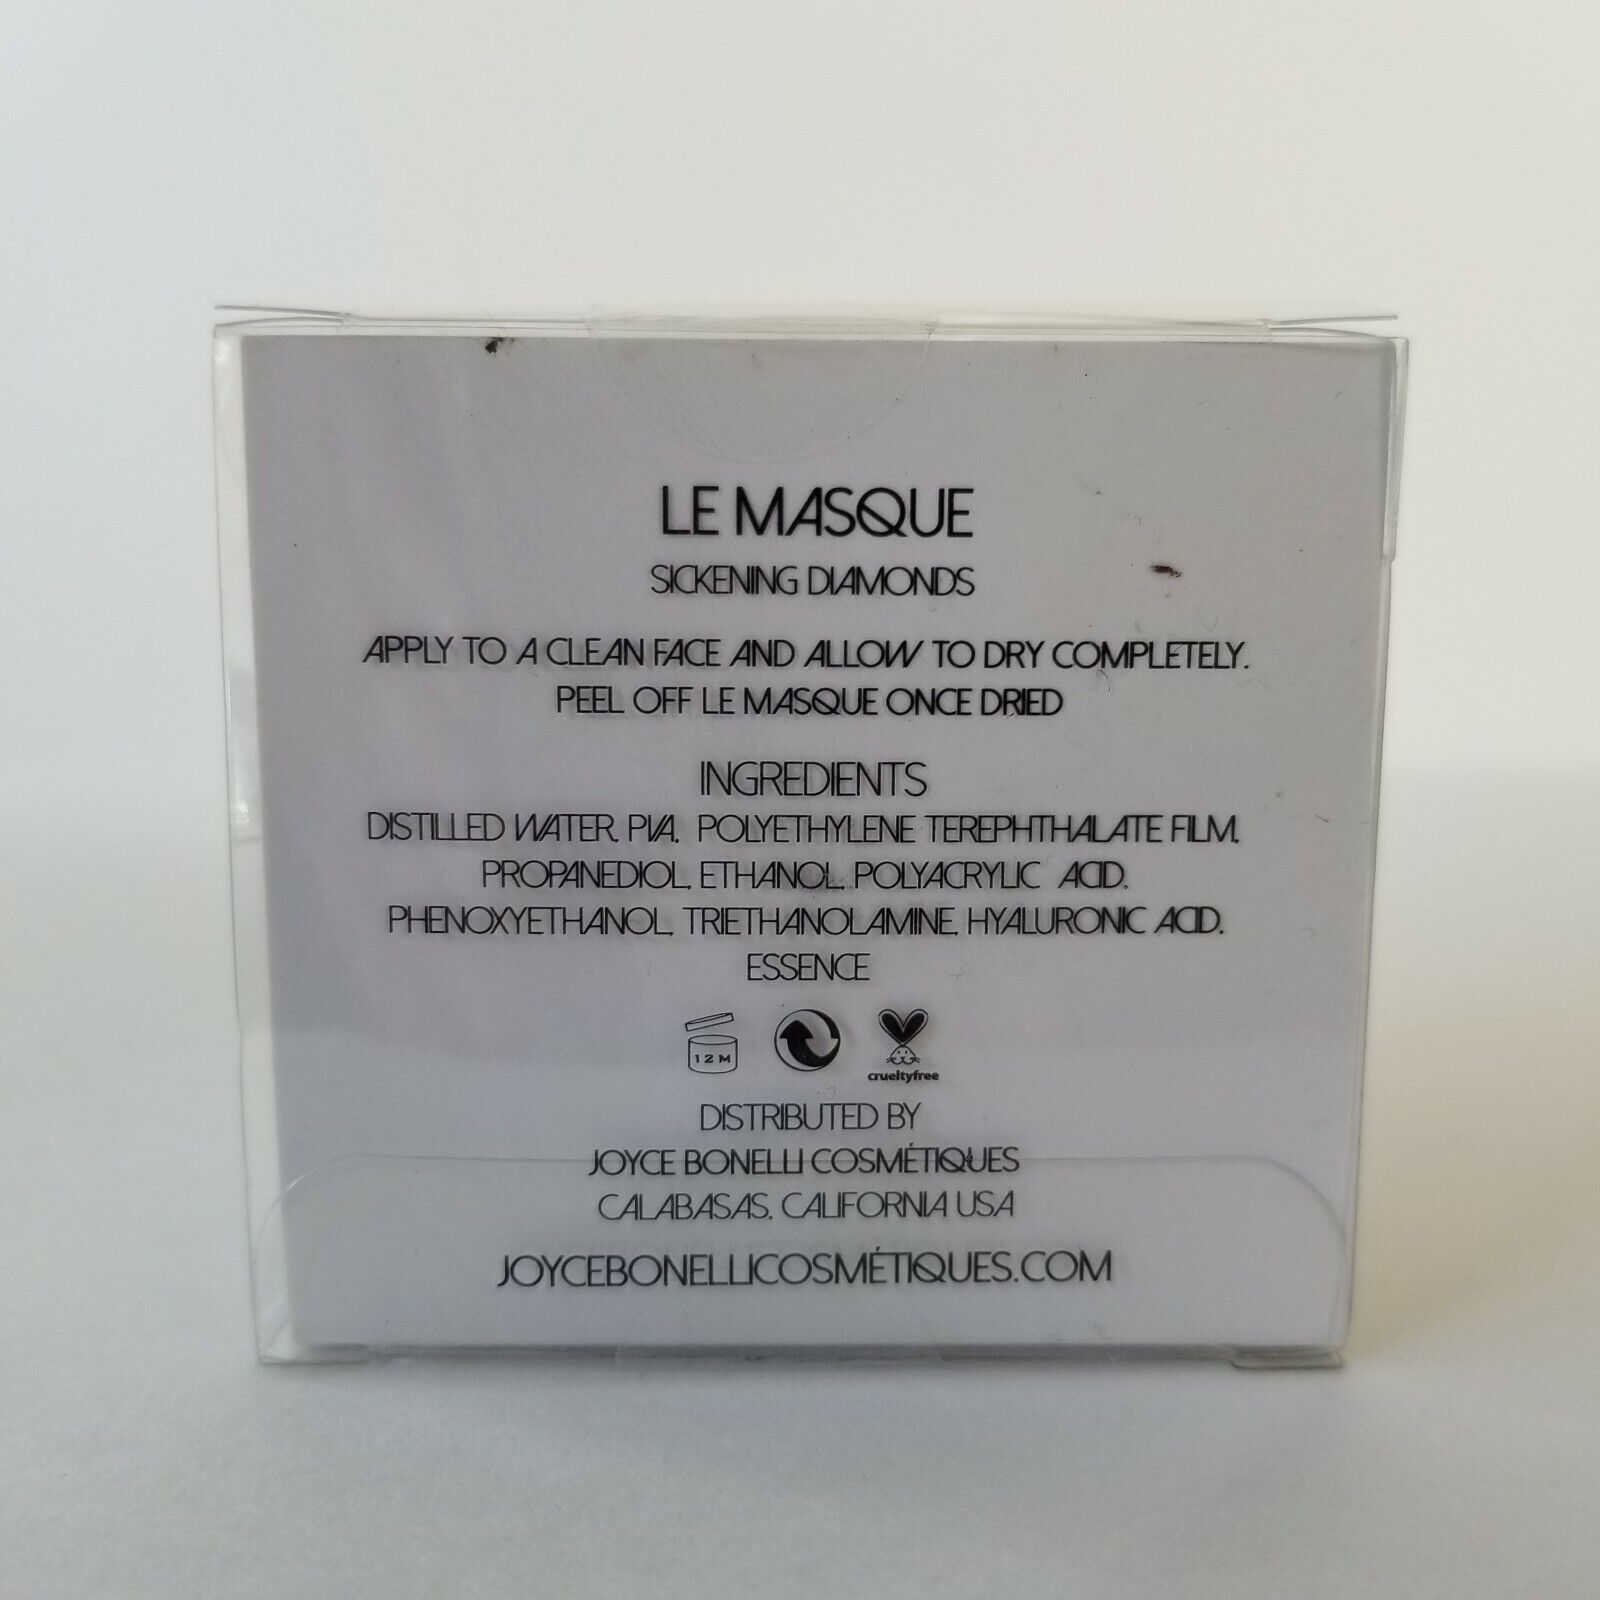 LE MASQUE
SICKENING DIAMONDS
APPLY TO A CLEAN FACE AND ALLOW TO DRY COMPLETELY.
PEEL OFF LE MASQUE ONCE DRIED
INGREDIENTS
DISTILLED WATER, PVA, POLYETHYLENE TEREPHTHALATE FILM,
PROPANEDIOL, ETHANOL, POLYACRYLIC ACID,
PHENOXYETHANOL, TRIETHANOLAMINE, HYALURONIC ACID,
ESSENCE
12M
crueltyfree
DISTRIBUTED BY
JOYCE BONELLI COSMÉTIQUES
CALABASAS, CALIFORNIA USA
JOYCEBONELLICOSMÉTIQUES.COM